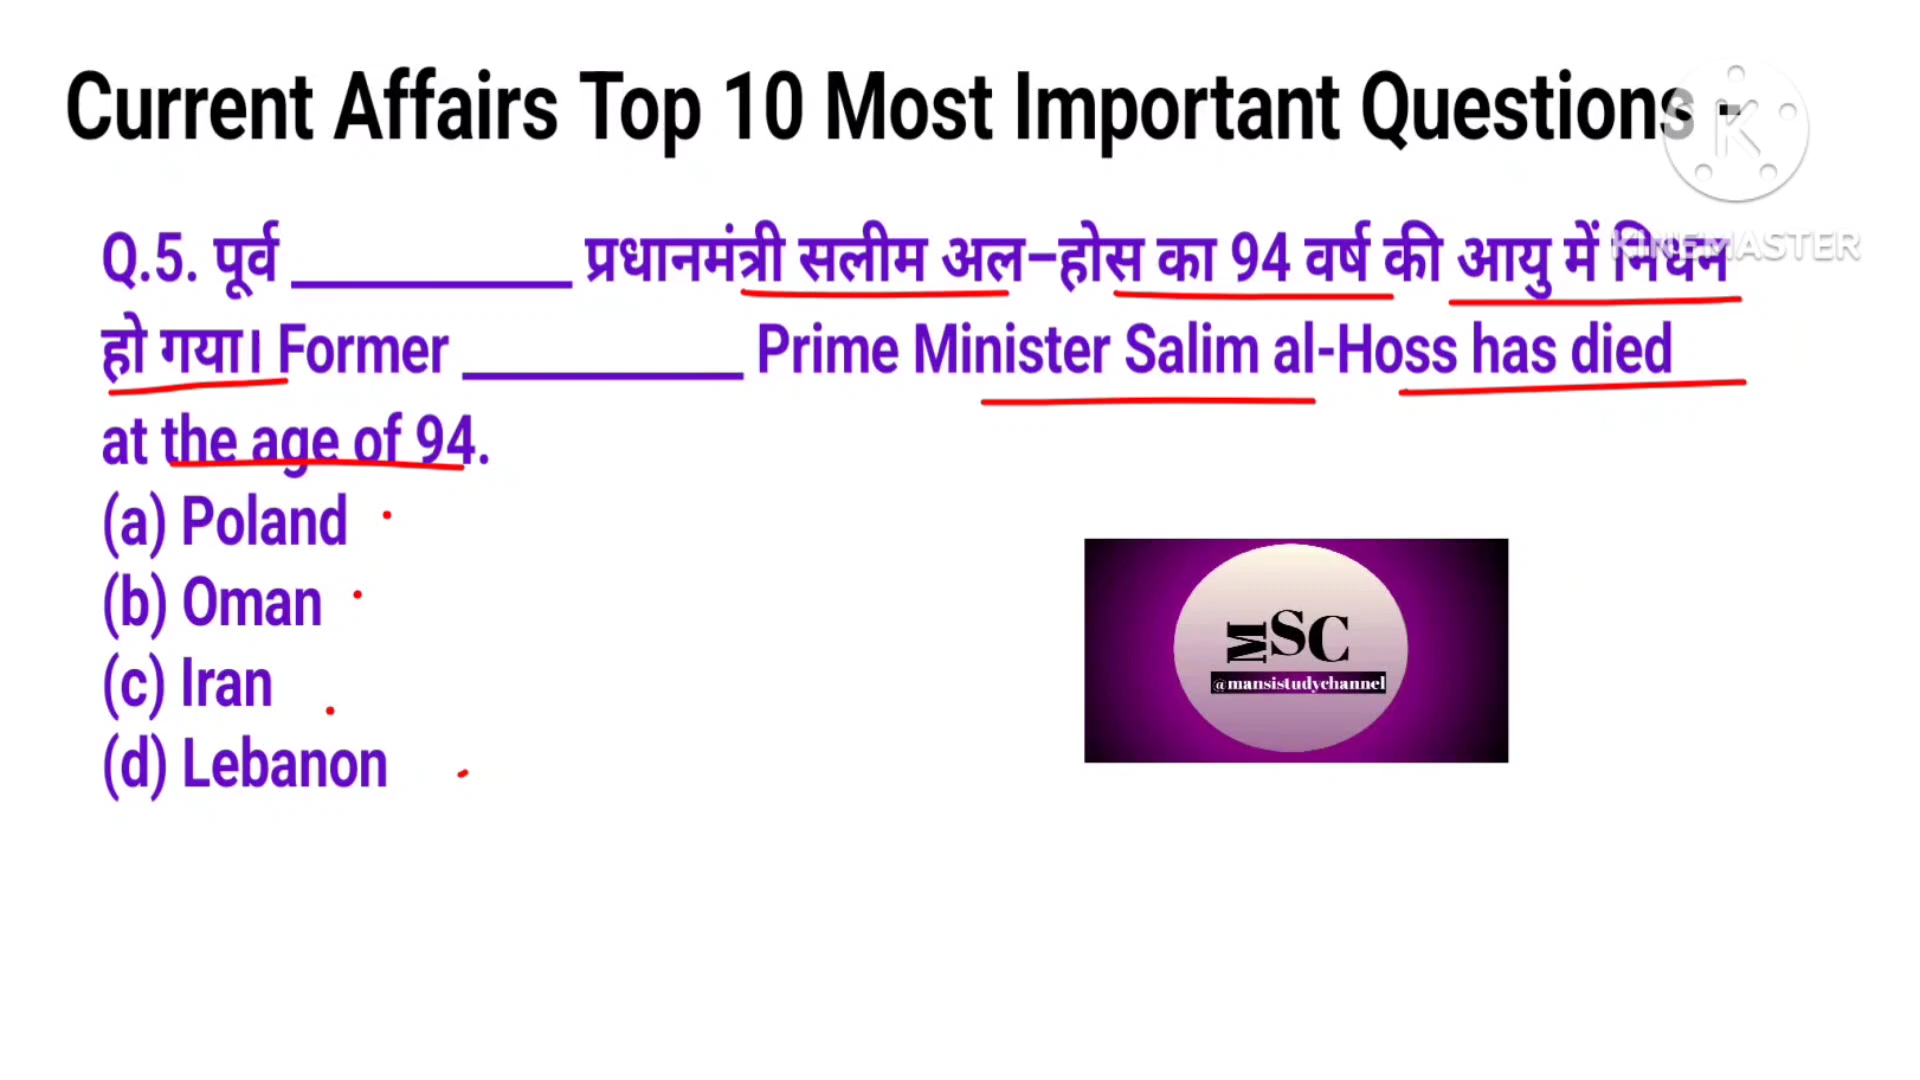 Current Affairs Top 10 Most Important Questions -
Q.5. पूर्व __________ प्रधानमंत्री सलीम अल-होस का 94 वर्ष की आयु में निधन
हो गया। Former __________ Prime Minister Salim al-Hoss has died
at the age of 94.
(a) Poland
(b) Oman
(c) Iran
(d) Lebanon
K
KINEMASTER
MSC
@mansistudychannel